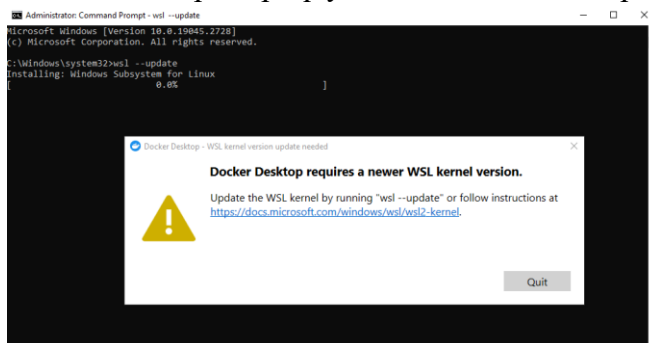 Administrator: Command Prompt - wsl --update
Microsoft Windows [Version 10.0.19045.2728]
(c) Microsoft Corporation. All rights reserved.
C:\Windows\system32>wsl --update
Installing: Windows Subsystem for Linux
[ 0.0% ]
Docker Desktop - WSL kernel version update needed
Docker Desktop requires a newer WSL kernel version.
Update the WSL kernel by running "wsl --update" or follow instructions at
https://docs.microsoft.com/windows/wsl/wsl2-kernel.
Quit